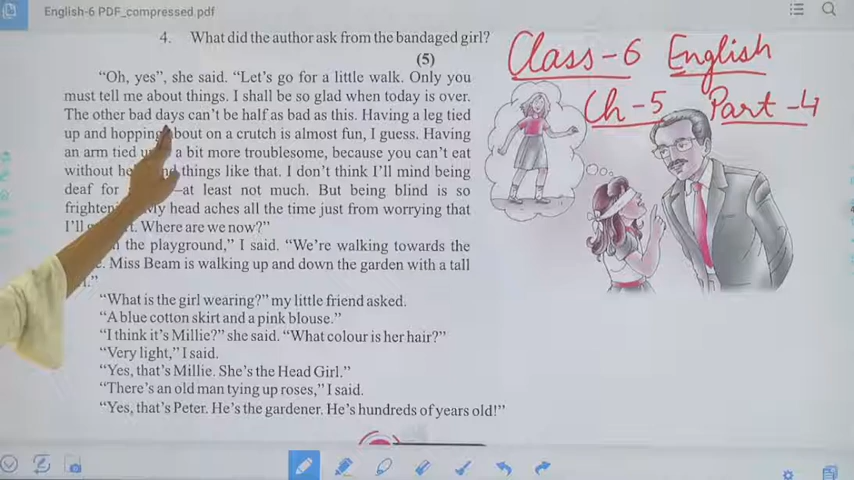 English-6 PDF_compressed.pdf
4. What did the author ask from the bandaged girl?
(5)
Class-6 English
Ch-5 Part-4
“Oh, yes”, she said. “Let's go for a little walk. Only you
must tell me about things. I shall be so glad when today is over.
The other bad days can't be half as bad as this. Having a leg tied
up and hopping about on a crutch is almost fun, I guess. Having
an arm tied a bit more troublesome, because you can't eat
without things like that. I don't think I'll mind being
deaf for —at least not much. But being blind is so
My head aches all the time just from worrying that
I'll Where are we now?”
the playground,” I said. “We're walking towards the
Miss Beam is walking up and down the garden with a tall
“What is the girl wearing?” my little friend asked.
“A blue cotton skirt and a pink blouse.”
“I think it's Millie?” she said. “What colour is her hair?”
“Very light,” I said.
“Yes, that's Millie. She's the Head Girl.”
“There's an old man tying up roses,” I said.
“Yes, that's Peter. He's the gardener. He's hundreds of years old!”